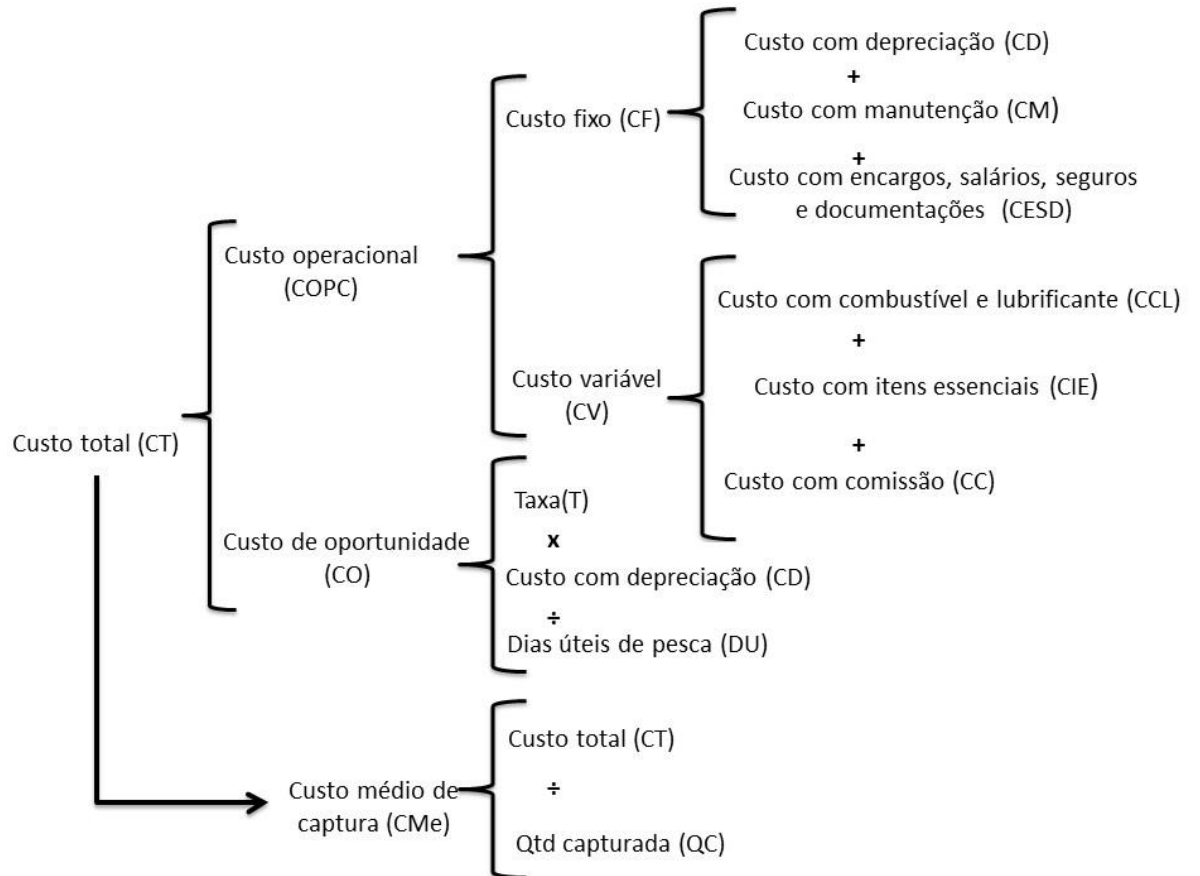 Custo com depreciação (CD)
+
Custo com manutenção (CM)
+
Custo com encargos, salários, seguros
e documentações (CESD)
Custo fixo (CF)
Custo operacional
(COPC)
Custo com combustível e lubrificante (CCL)
+
Custo com itens essenciais (CIE)
+
Custo com comissão (CC)
Custo variável
(CV)
Custo total (CT)
Taxa(T)
x
Custo com depreciação (CD)
÷
Dias úteis de pesca (DU)
Custo de oportunidade
(CO)
Custo total (CT)
÷
Qtd capturada (QC)
Custo médio de
captura (CMe)